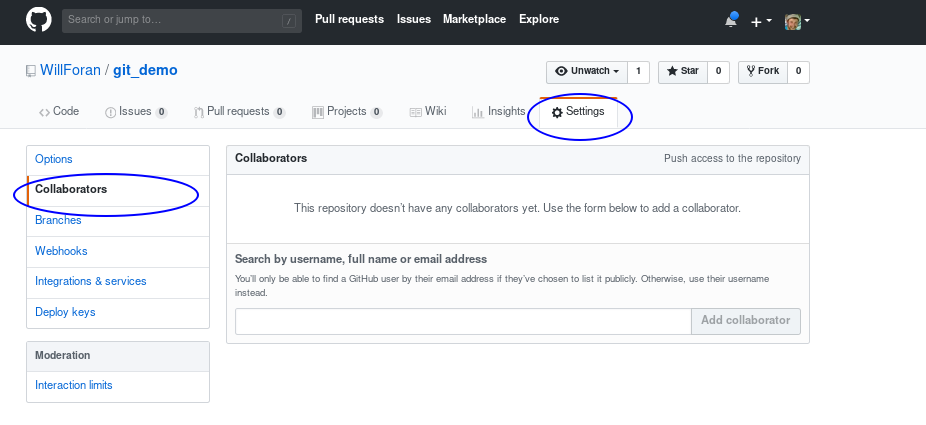 Search or jump to… /
Pull requests Issues Marketplace Explore
WillForan / git_demo
Unwatch 1 Star 0 Fork 0
Code Issues 0 Pull requests 0 Projects 0 Wiki Insights Settings
Options
Collaborators
Branches
Webhooks
Integrations & services
Deploy keys
Moderation
Interaction limits
Collaborators Push access to the repository
This repository doesn't have any collaborators yet. Use the form below to add a collaborator.
Search by username, full name or email address
You'll only be able to find a GitHub user by their email address if they've chosen to list it publicly. Otherwise, use their username
instead.
Add collaborator